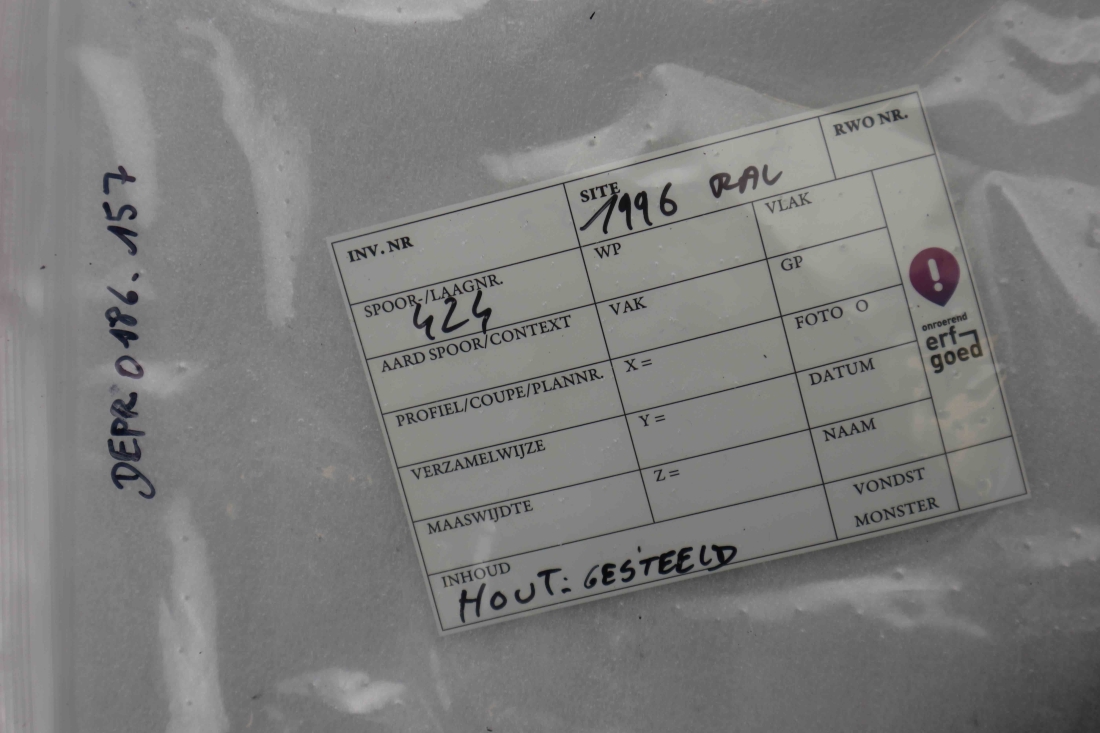 DEPR0186.157
INV. NR
SITE
1996 RAL
RWO NR.
SPOOR-/LAAGNR.
424
WP
VLAK
AARD SPOOR/CONTEXT
VAK
GP
PROFIEL/COUPE/PLANNR.
X =
FOTO O
VERZAMELWIJZE
Y =
DATUM
MAASWIJDTE
Z =
NAAM
INHOUD
HOUT: GESTEELD
VONDST
MONSTER
onroerend
erf
goed